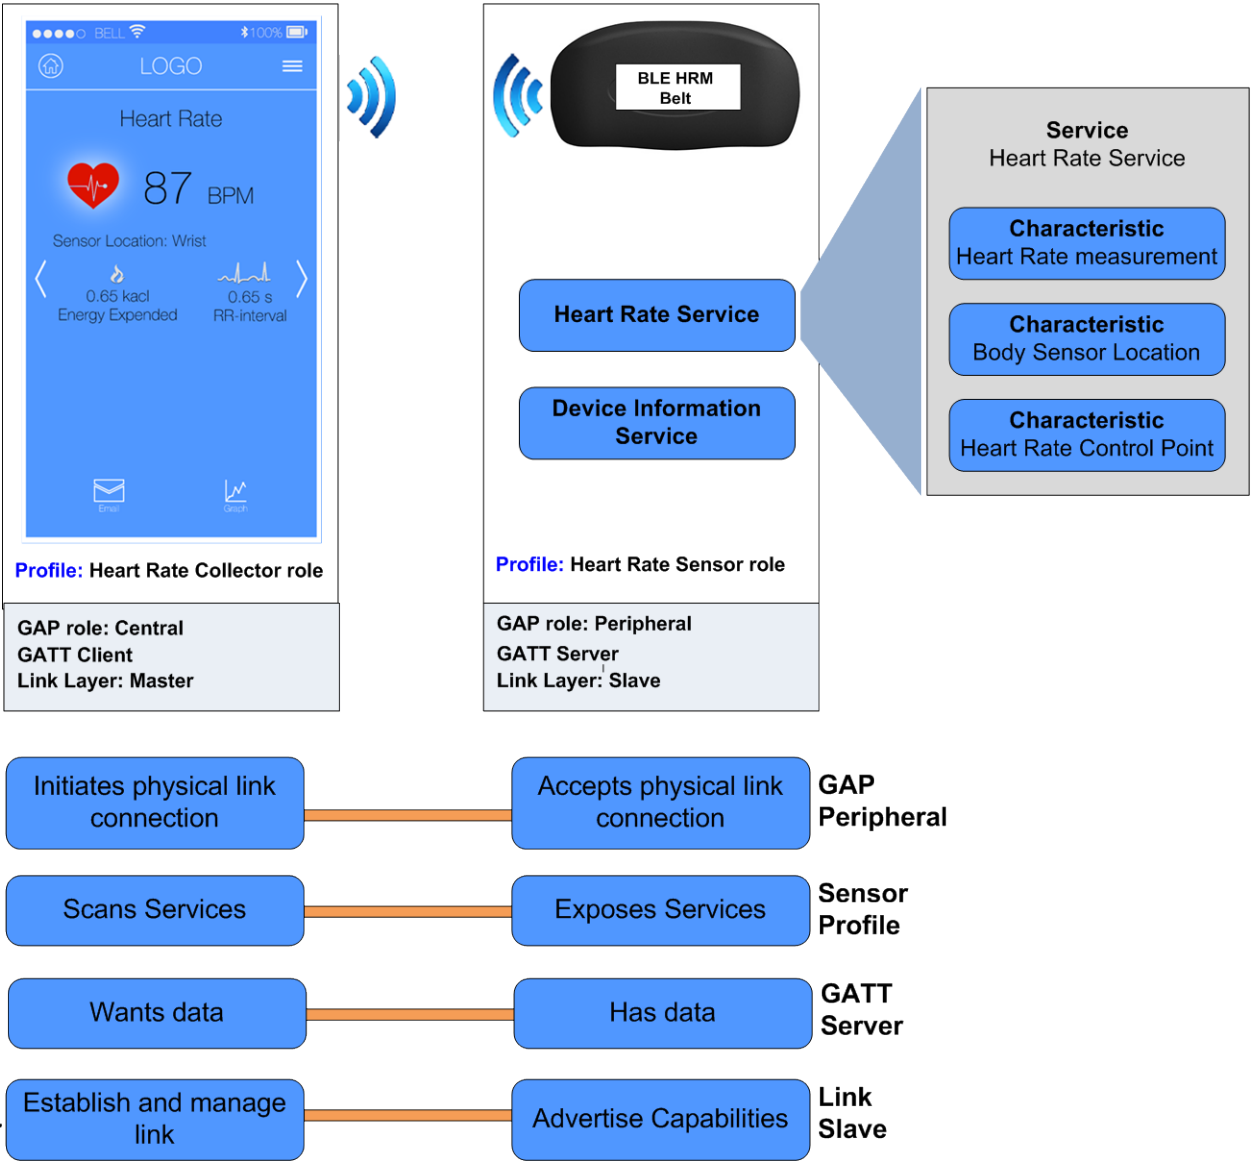 BELL
100%
LOGO
Heart Rate
87 BPM
Sensor Location: Wrist
0.65 kacl
Energy Expended
0.65 s
RR-interval
Email
Graph
Profile: Heart Rate Collector role
GAP role: Central
GATT Client
Link Layer: Master
BLE HRM
Belt
Heart Rate Service
Device Information
Service
Profile: Heart Rate Sensor role
GAP role: Peripheral
GATT Server
Link Layer: Slave
Service
Heart Rate Service
Characteristic
Heart Rate measurement
Characteristic
Body Sensor Location
Characteristic
Heart Rate Control Point
Initiates physical link
connection
Accepts physical link
connection
GAP
Peripheral
Scans Services
Exposes Services
Sensor
Profile
Wants data
Has data
GATT
Server
Establish and manage
link
Advertise Capabilities
Link
Slave